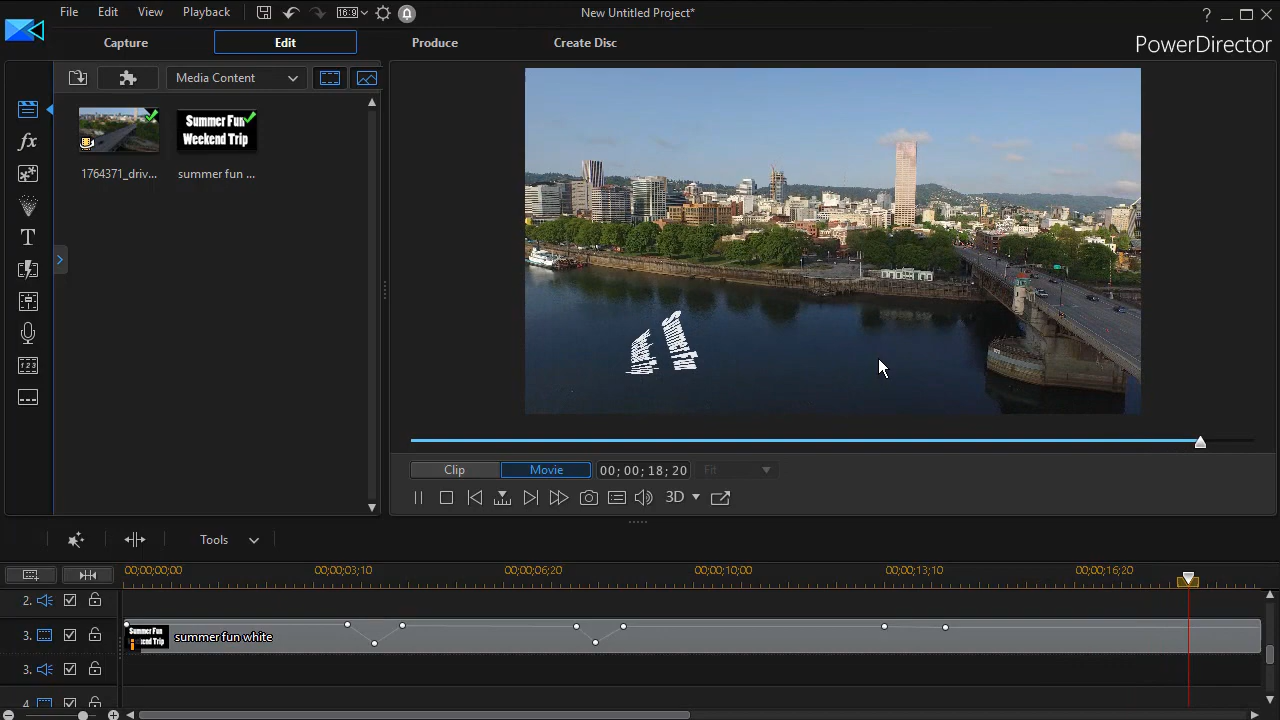 File Edit View Playback
16:9
New Untitled Project*
?
Capture
Edit
Produce
Create Disc
PowerDirector
Media Content
fx
T
Summer Fun
Weekend Trip
1764371_driv...
summer fun ...
Summer Fun
Clip
Movie
00; 00; 18; 20
Fit
3D
Tools
00;00;00;00
00;00;03;10
00;00;06;20
00;00;10;00
00;00;13;10
00;00;16;20
2.
3.
summer fun white
3.
4.